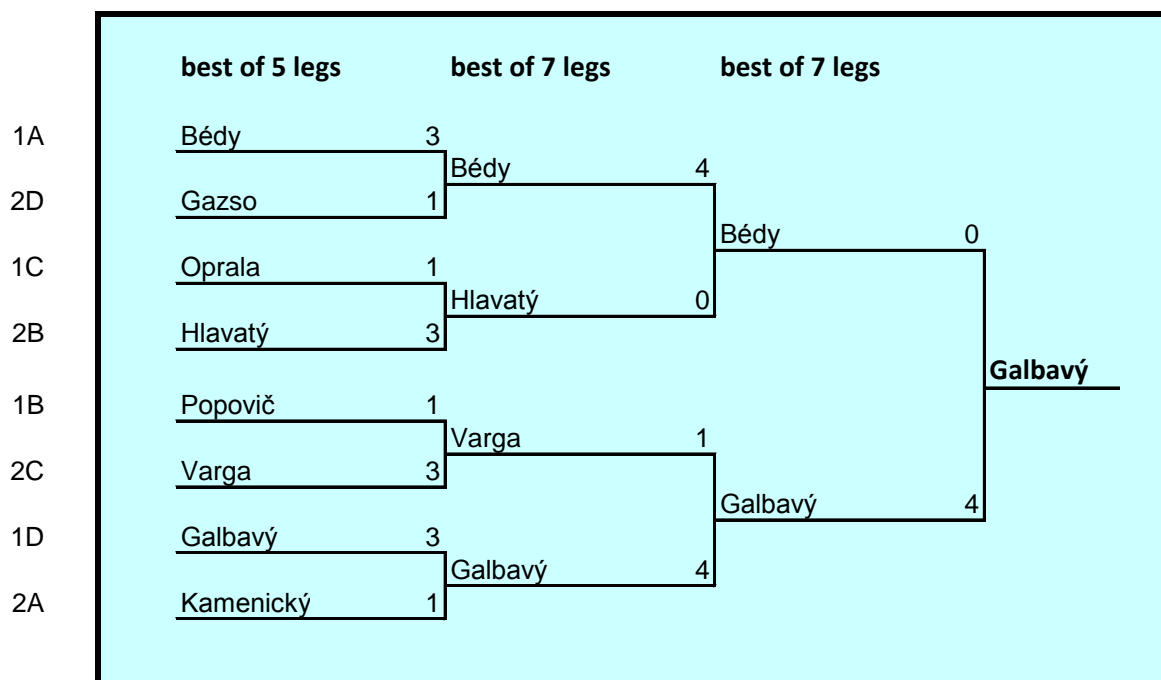 best of 5 legs best of 7 legs best of 7 legs
1A Bédy 3
Bédy 4
2D Gazso 1
Bédy 0
1C Oprala 1
Hlavatý 0
2B Hlavatý 3
Galbavý
1B Popovič 1
Varga 1
2C Varga 3
Galbavý 4
1D Galbavý 3
Galbavý 4
2A Kamenický 1